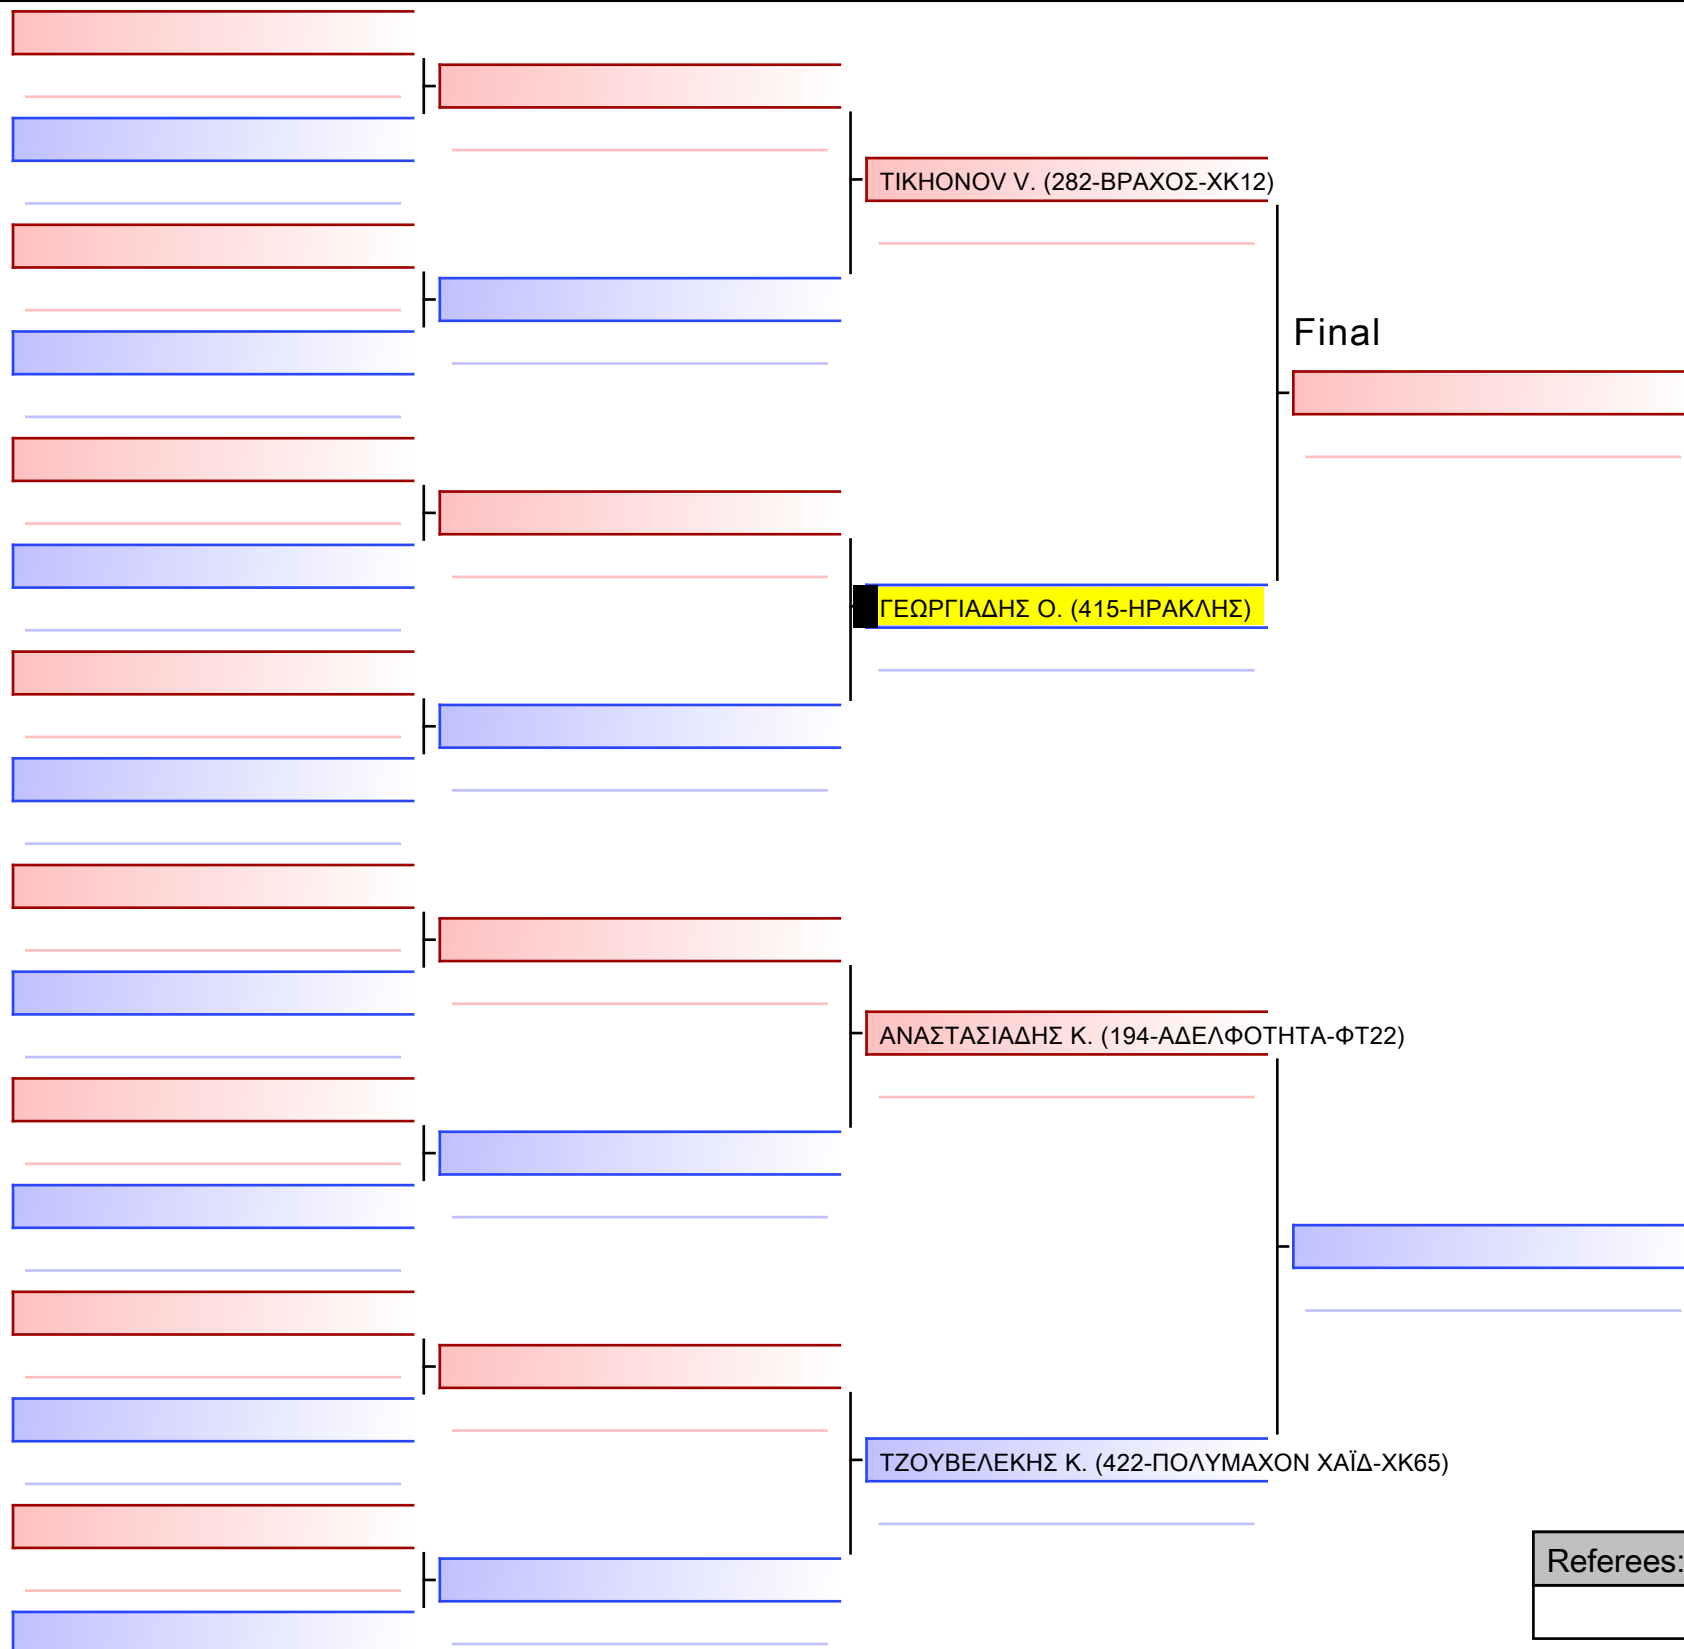 TIKHONOV V. (282-ΒΡΑΧΟΣ-ΧΚ12)
Final
ΓΕΩΡΓΙΑΔΗΣ Ο. (415-ΗΡΑΚΛΗΣ)
ΑΝΑΣΤΑΣΙΑΔΗΣ Κ. (194-ΑΔΕΛΦΟΤΗΤΑ-ΦΤ22)
ΤΖΟΥΒΕΛΕΚΗΣ Κ. (422-ΠΟΛΥΜΑΧΟΝ ΧΑΪΔ-ΧΚ65)
Referees: